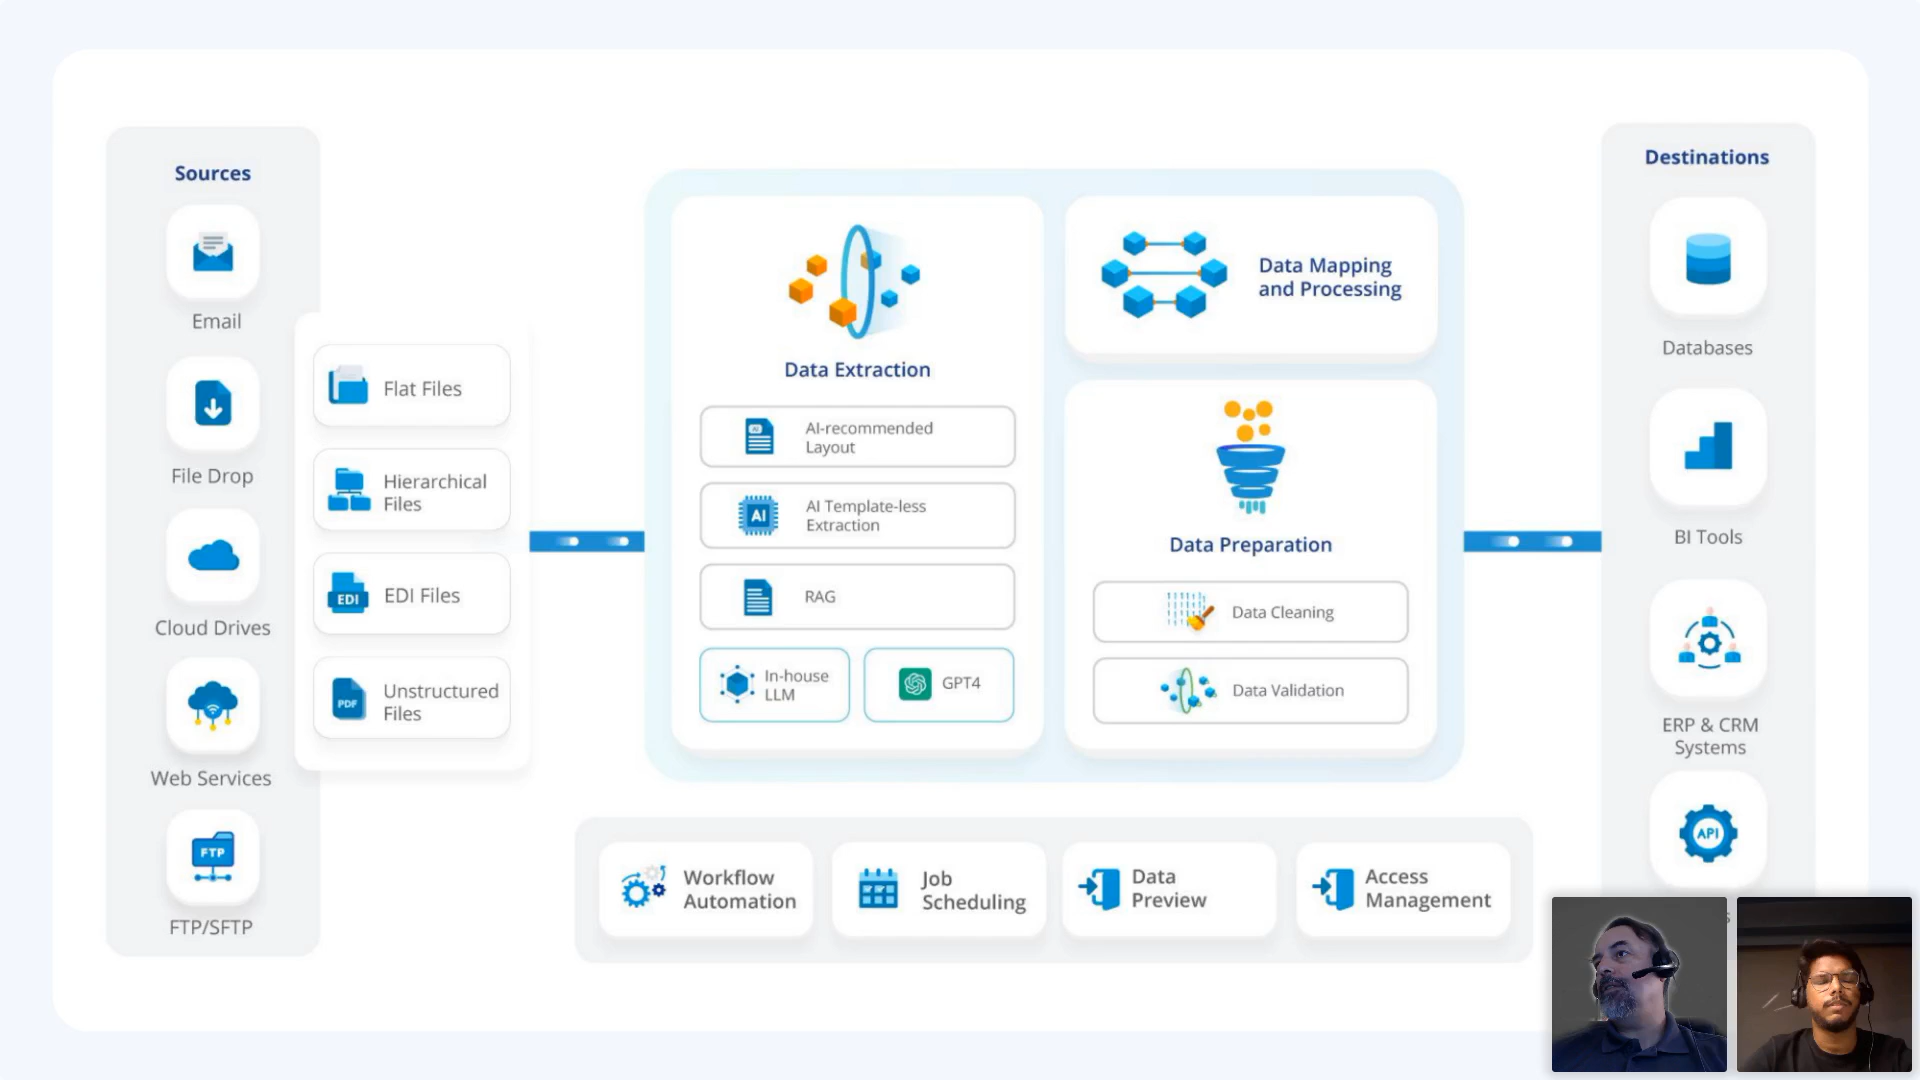 Sources
Email
File Drop
Cloud Drives
Web Services
FTP
FTP/SFTP
Flat Files
Hierarchical
Files
EDI
EDI Files
PDF
Unstructured
Files
Data Extraction
AI
AI-recommended
Layout
AI
AI Template-less
Extraction
RAG
In-house
LLM
GPT4
Data Mapping
and Processing
Data Preparation
Data Cleaning
Data Validation
Workflow
Automation
Job
Scheduling
Data
Preview
Access
Management
Destinations
Databases
BI Tools
ERP & CRM
Systems
API